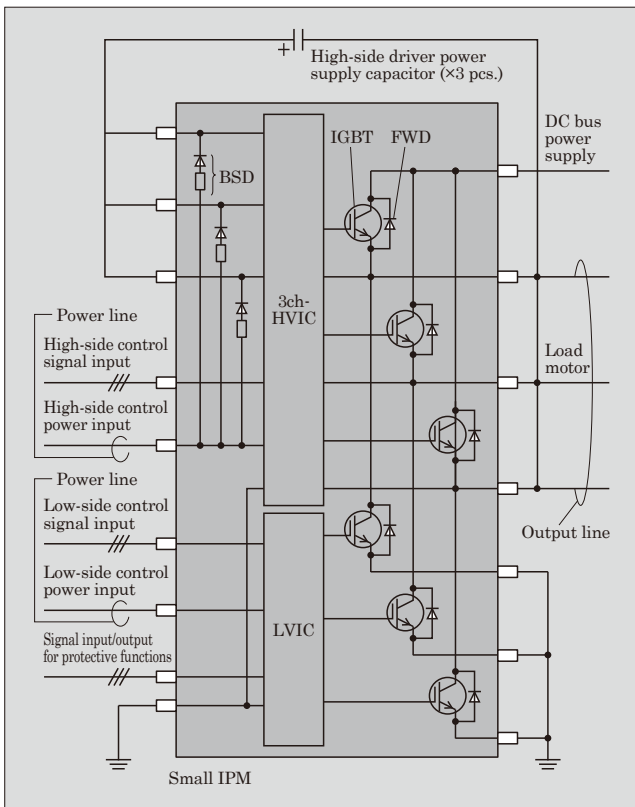 +
High-side driver power
supply capacitor (×3 pcs.)
DC bus
power
supply
IGBT
FWD
BSD
3ch-
HVIC
Power line
High-side control
signal input
Load
motor
High-side control
power input
Power line
Low-side control
signal input
Output line
Low-side control
power input
LVIC
Signal input/output
for protective functions
Small IPM